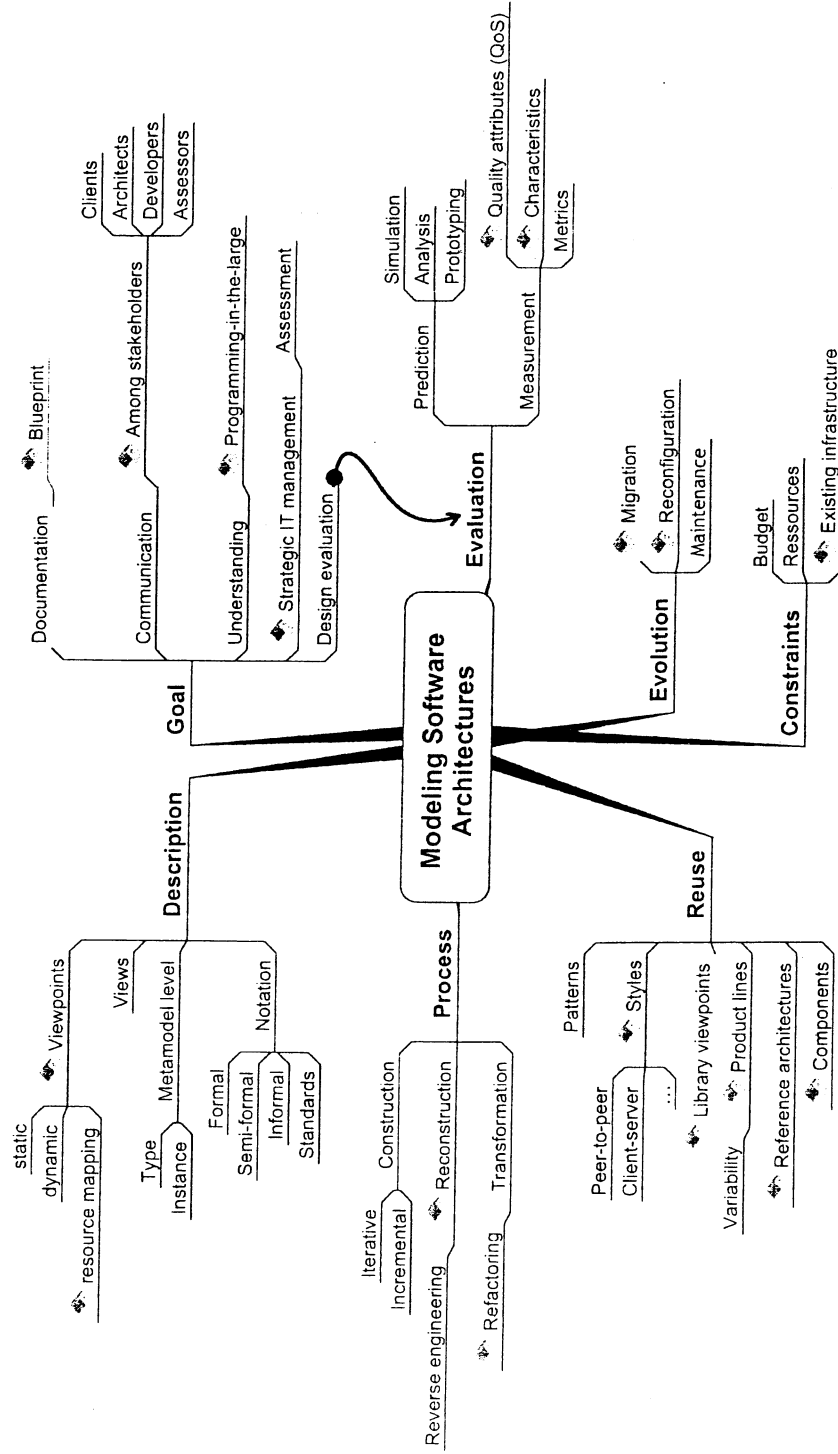 Modeling Software
Architectures
Description
Viewpoints
static
dynamic
resource mapping
Views
Metamodel level
Type
Instance
Notation
Formal
Semi-formal
Informal
Standards
Process
Construction
Iterative
Incremental
Reconstruction
Reverse engineering
Transformation
Refactoring
Reuse
Patterns
Styles
Peer-to-peer
Client-server
...
Library viewpoints
Product lines
Variability
Reference architectures
Components
Goal
Documentation
Blueprint
Communication
Among stakeholders
Clients
Architects
Developers
Assessors
Understanding
Programming-in-the-large
Strategic IT management
Assessment
Design evaluation
Evaluation
Prediction
Simulation
Analysis
Prototyping
Measurement
Quality attributes (QoS)
Characteristics
Metrics
Evolution
Migration
Reconfiguration
Maintenance
Constraints
Budget
Ressources
Existing infrastructure